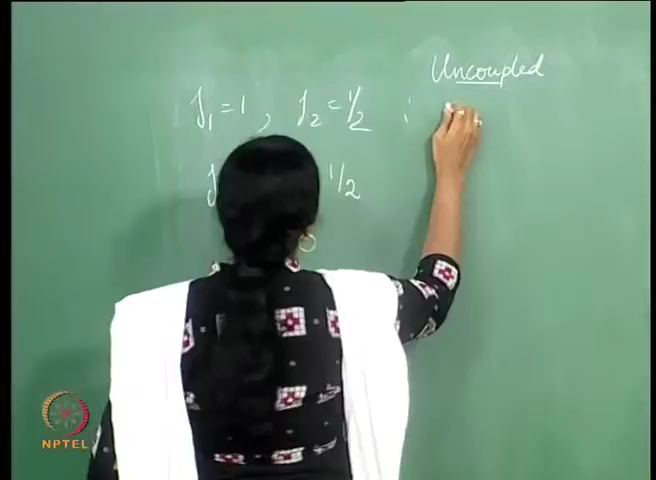 Uncoupled
J₁ = 1 , J₂ = 1/2 ;
J 1/2
NPTEL